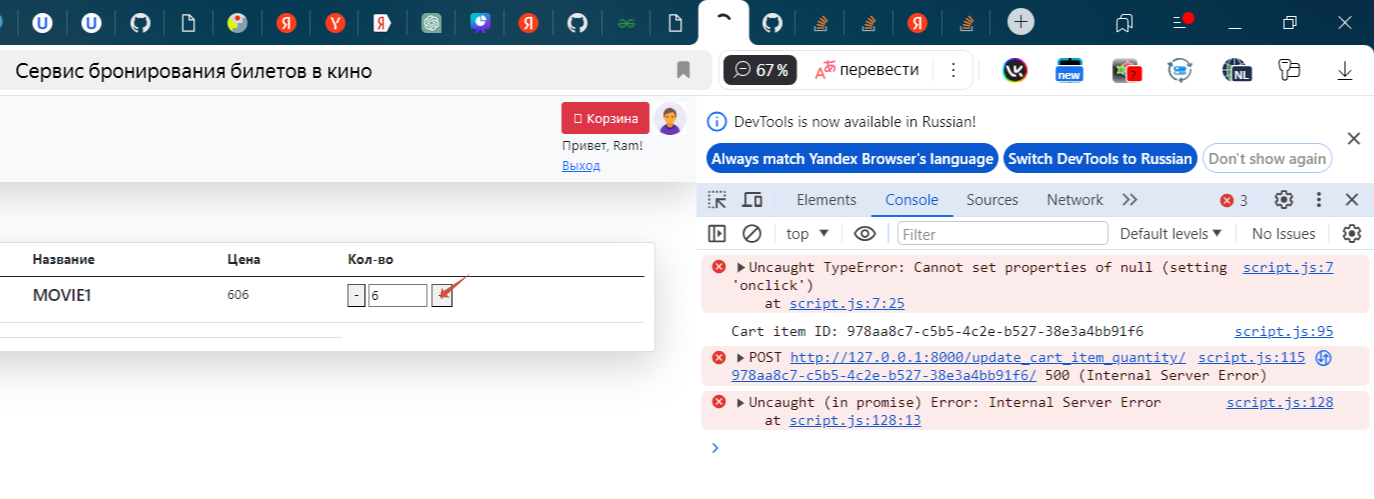 Сервис бронирования билетов в кино
67 %
перевести
new
2
NL
Корзина
Привет, Ram!
Выход
DevTools is now available in Russian!
Always match Yandex Browser's language
Switch DevTools to Russian
Don't show again
Elements
Console
Sources
Network
3
top
Filter
Default levels
No Issues
Название
Цена
Кол-во
MOVIE1
606
-
6
Uncaught TypeError: Cannot set properties of null (setting script.js:7
'onclick')
at script.js:7:25
Cart item ID: 978aa8c7-c5b5-4c2e-b527-38e3a4bb91f6 script.js:95
POST http://127.0.0.1:8000/update_cart_item_quantity/ script.js:115
978aa8c7-c5b5-4c2e-b527-38e3a4bb91f6/ 500 (Internal Server Error)
Uncaught (in promise) Error: Internal Server Error script.js:128
at script.js:128:13